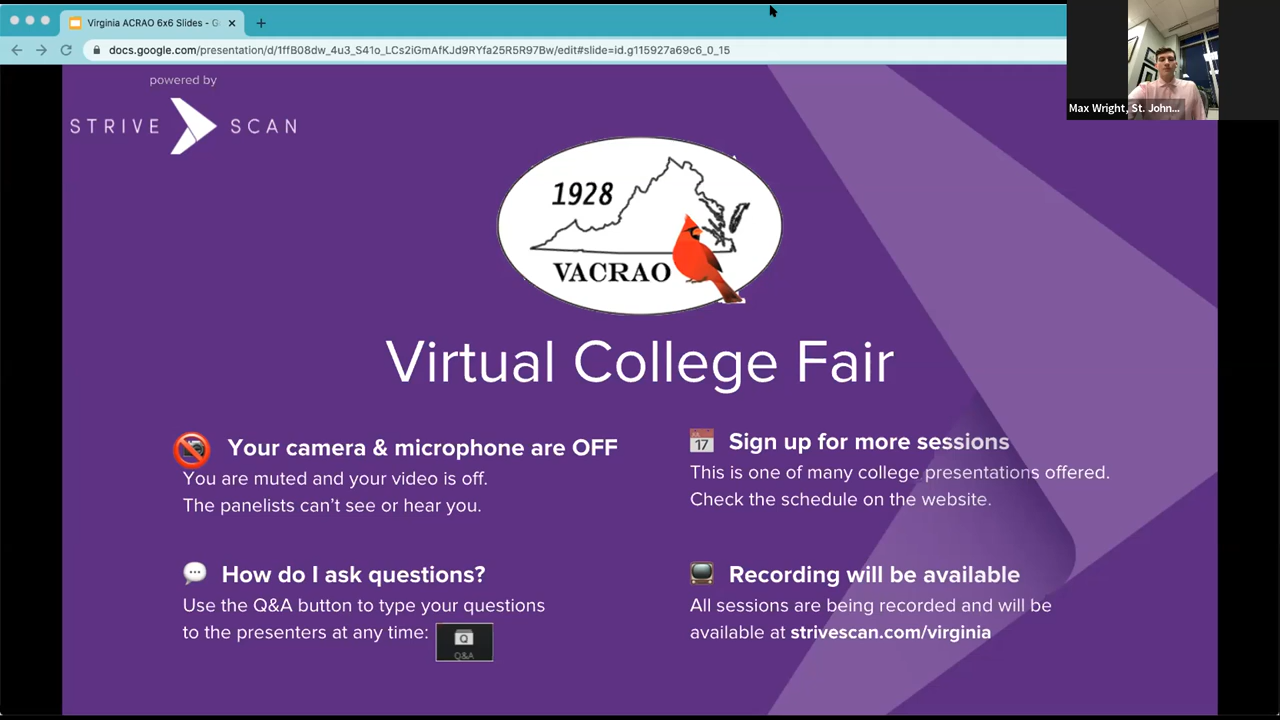 Virginia ACRAO 6x6 Slides - G
docs.google.com/presentation/d/1ffB08dw_4u3_S41o_LCs2iGmAfKJd9RYfa25R5R97Bw/edit#slide=id.g115927a69c6_0_15
Max Wright, St. John...
powered by
STRIVE SCAN
1928
VACRAO
Virtual College Fair
Your camera & microphone are OFF
You are muted and your video is off.
The panelists can't see or hear you.
17 Sign up for more sessions
This is one of many college presentations offered.
Check the schedule on the website.
How do I ask questions?
Use the Q&A button to type your questions
to the presenters at any time:
Q
Q&A
Recording will be available
All sessions are being recorded and will be
available at strivescan.com/virginia